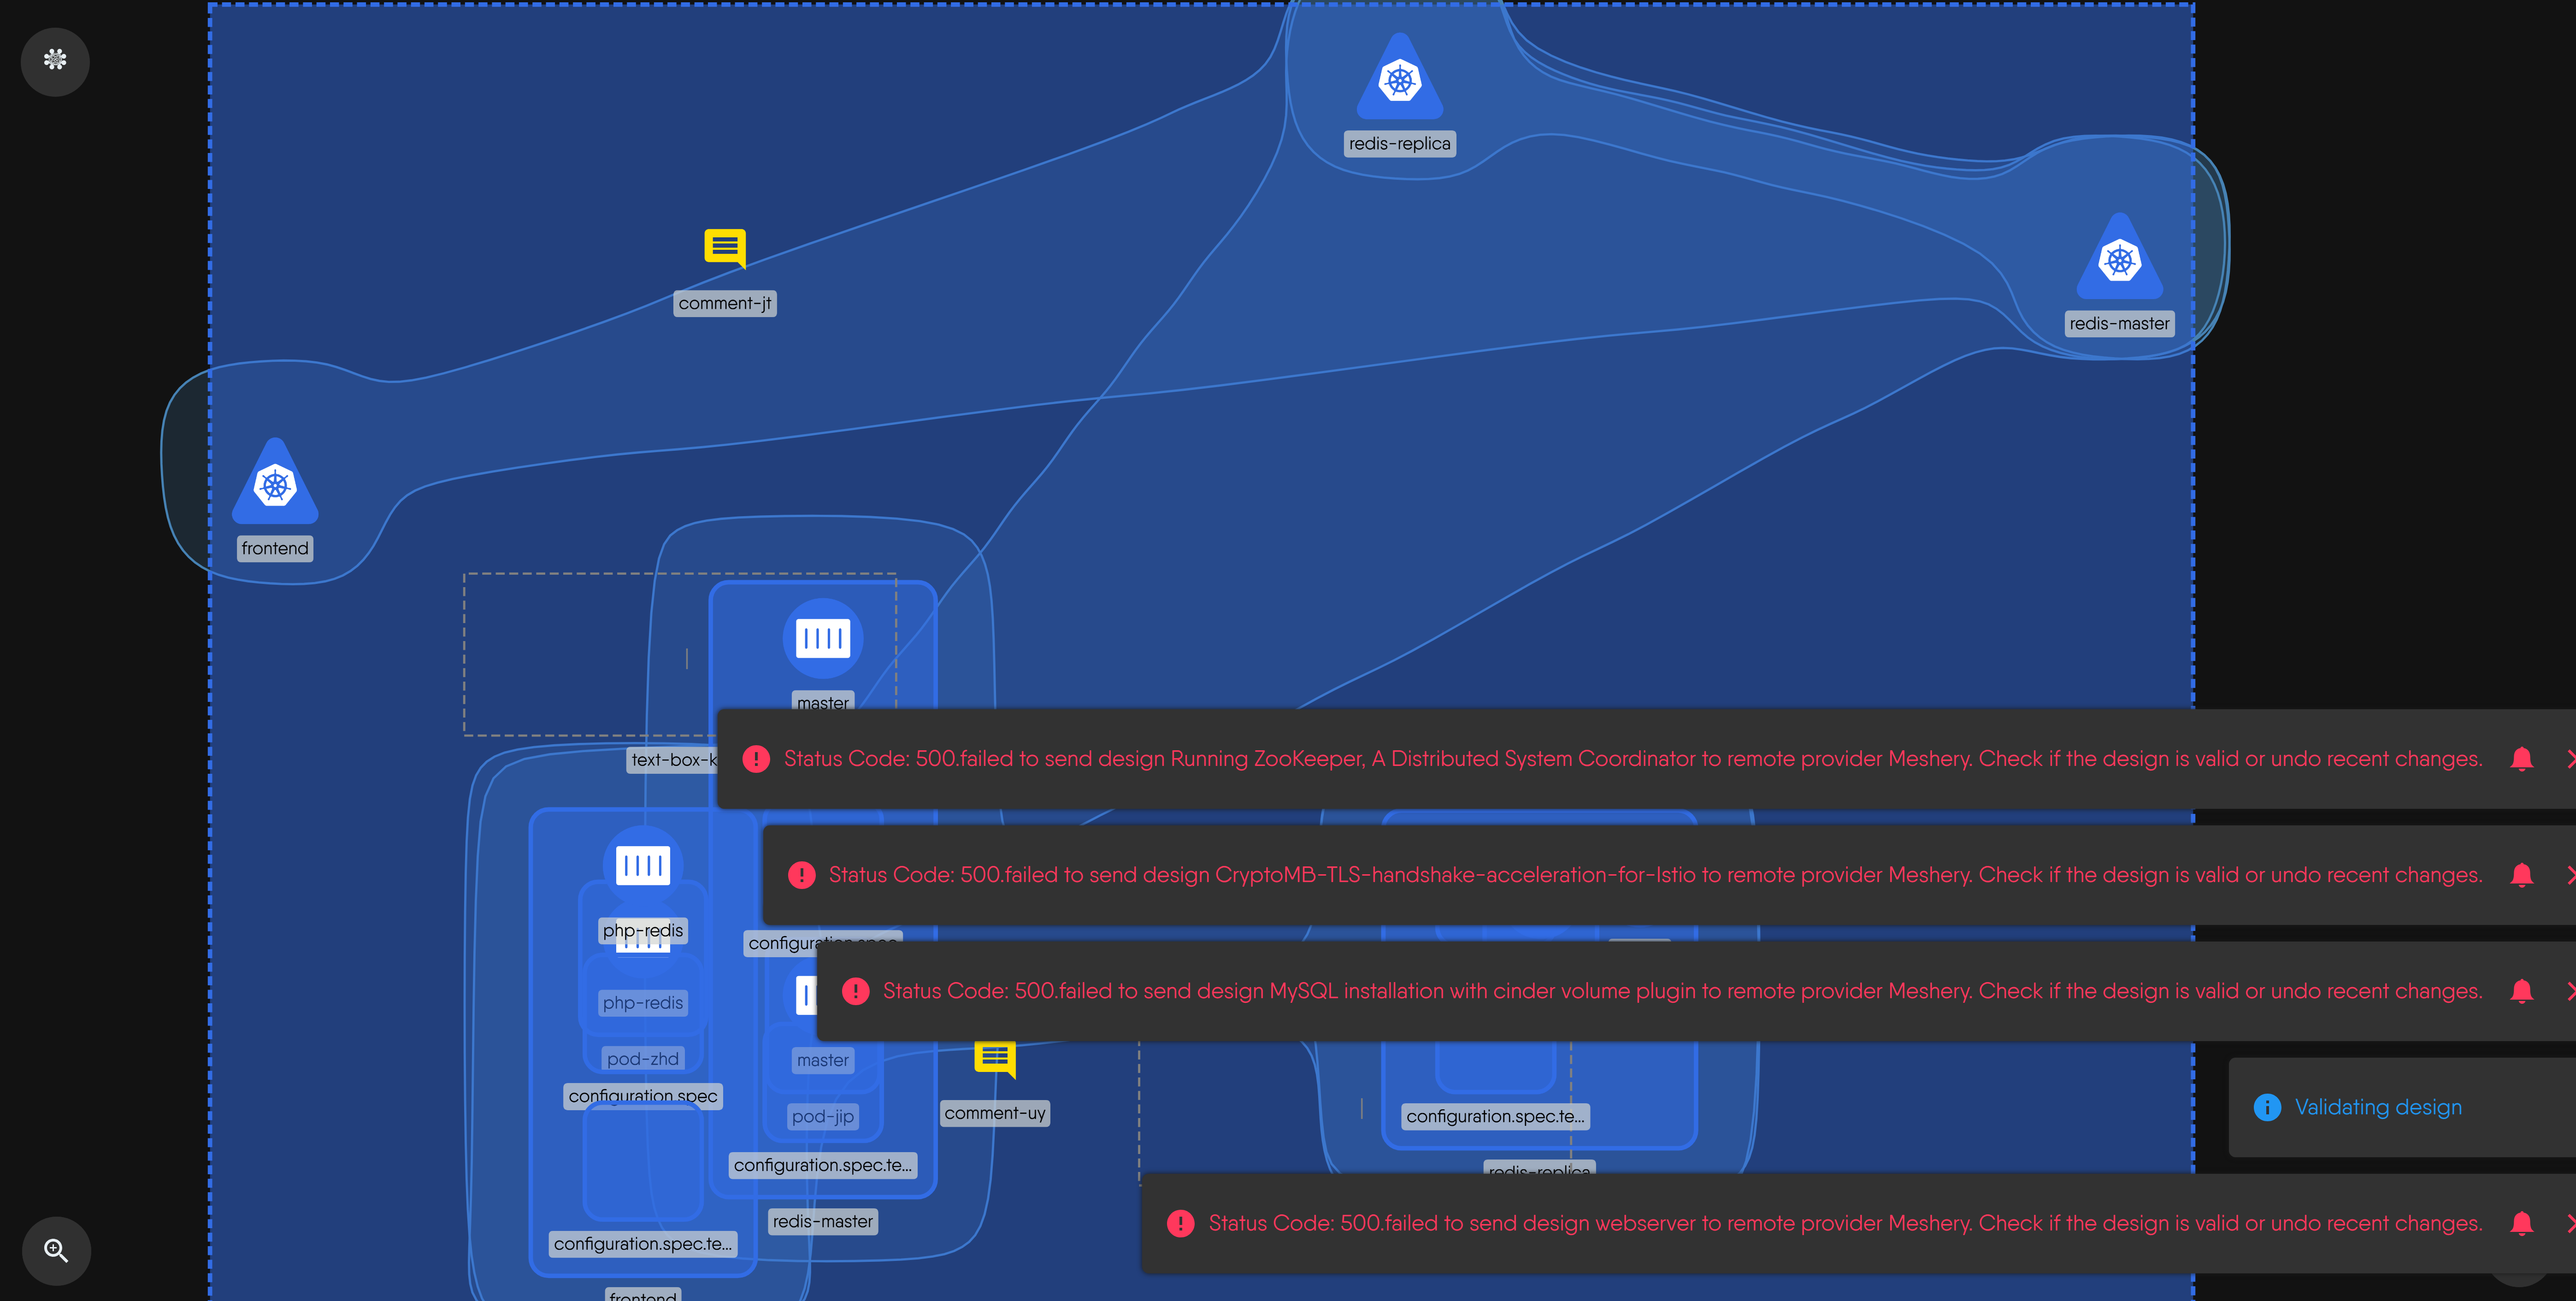 redis-replica
comment-jt
redis-master
frontend
master
text-box-k
Status Code: 500.failed to send design Running ZooKeeper, A Distributed System Coordinator to remote provider Meshery. Check if the design is valid or undo recent changes.
Status Code: 500.failed to send design CryptoMB-TLS-handshake-acceleration-for-Istio to remote provider Meshery. Check if the design is valid or undo recent changes.
php-redis
configuration.spec
Status Code: 500.failed to send design MySQL installation with cinder volume plugin to remote provider Meshery. Check if the design is valid or undo recent changes.
php-redis
pod-zhd
master
configuration.spec
pod-jip
comment-uy
configuration.spec.te...
Validating design
configuration.spec.te...
redis-replica
redis-master
Status Code: 500.failed to send design webserver to remote provider Meshery. Check if the design is valid or undo recent changes.
configuration.spec.te...
frontend